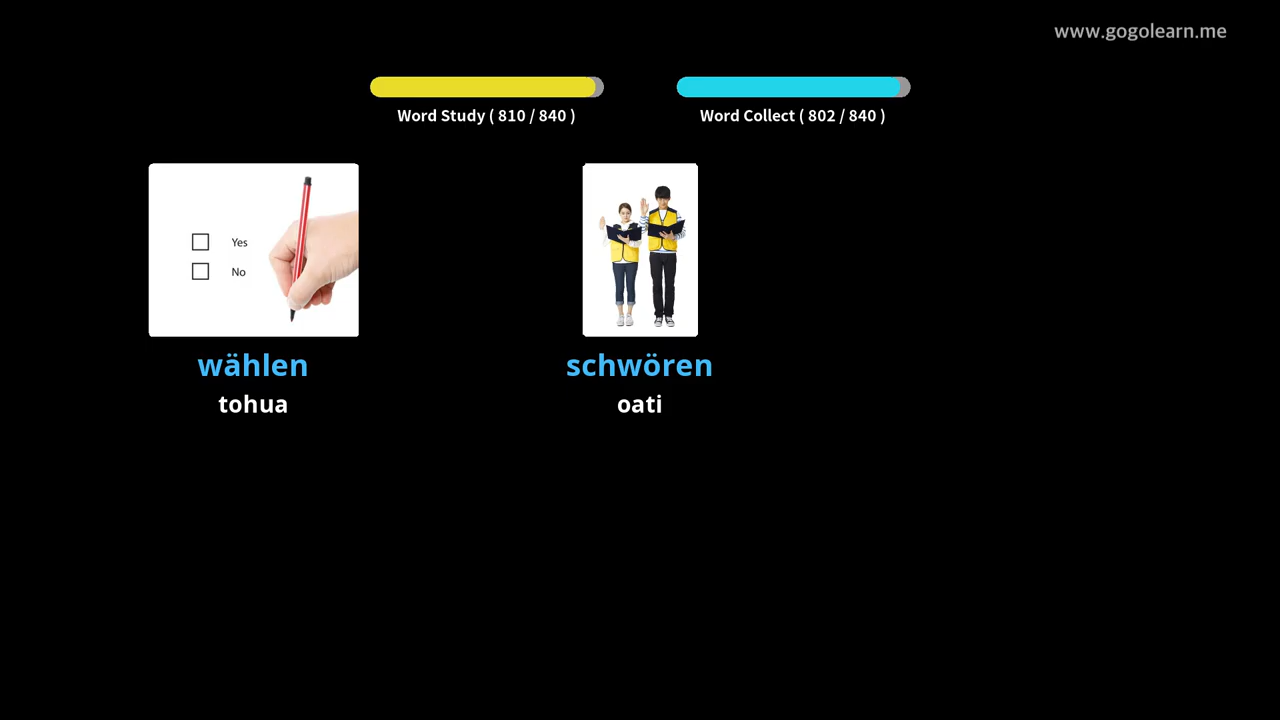 www.gogolearn.me
Word Study ( 810 / 840 )
Word Collect ( 802 / 840 )
Yes
No
wählen
tohua
schwören
oati